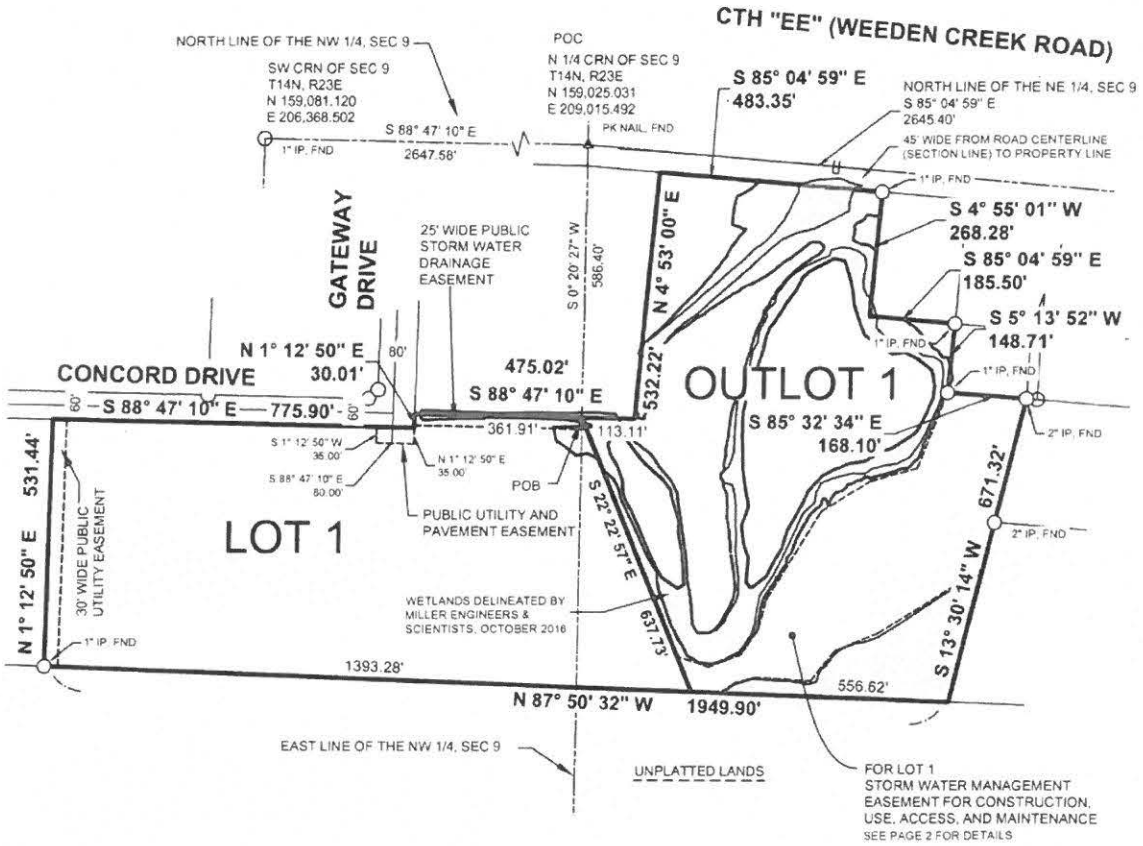 CTH "EE" (WEEDEN CREEK ROAD)
NORTH LINE OF THE NW 1/4, SEC 9
SW CRN OF SEC 9
T14N, R23E
N 159,081.120
E 206,368.502
POC
N 1/4 CRN OF SEC 9
T14N, R23E
N 159,025.031
E 209,015.492
S 85° 04' 59" E
483.35'
NORTH LINE OF THE NE 1/4, SEC 9
S 85° 04' 59" E
2645.40'
45' WIDE FROM ROAD CENTERLINE
(SECTION LINE) TO PROPERTY LINE
S 88° 47' 10" E
2647.58'
1" IP, FND
PK NAIL, FND
1" IP, FND
S 4° 55' 01" W
268.28'
S 85° 04' 59" E
185.50'
S 5° 13' 52" W
148.71'
1" IP, FND
1" IP, FND
25' WIDE PUBLIC
STORM WATER
DRAINAGE
EASEMENT
S 0° 20' 27" W
586.40'
N 4° 53' 00" E
532.22'
GATEWAY
DRIVE
80'
N 1° 12' 50" E
30.01'
475.02'
S 88° 47' 10" E
CONCORD DRIVE
60'
S 88° 47' 10" E
775.90'
60'
361.91'
113.11'
OUTLOT 1
S 85° 32' 34" E
168.10'
2" IP, FND
671.32'
2" IP, FND
S 13° 30' 14" W
S 1° 12' 50" W
35.00'
S 88° 47' 10" E
80.00'
N 1° 12' 50" E
35.00'
POB
PUBLIC UTILITY AND
PAVEMENT EASEMENT
S 22° 22' 57" E
637.73'
531.44'
N 1° 12' 50" E
30' WIDE PUBLIC
UTILITY EASEMENT
LOT 1
WETLANDS DELINEATED BY
MILLER ENGINEERS &
SCIENTISTS, OCTOBER 2016
1" IP, FND
1393.28'
556.62'
N 87° 50' 32" W
1949.90'
EAST LINE OF THE NW 1/4, SEC 9
UNPLATTED LANDS
FOR LOT 1
STORM WATER MANAGEMENT
EASEMENT FOR CONSTRUCTION,
USE, ACCESS, AND MAINTENANCE
SEE PAGE 2 FOR DETAILS